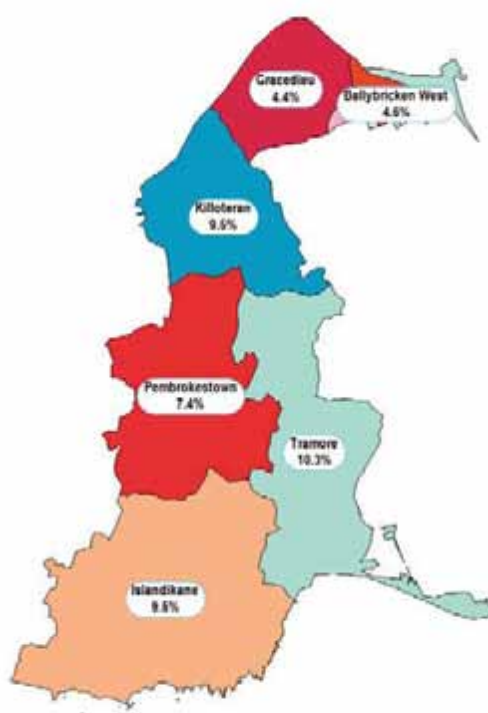 Gracedieu
4.4%
Ballybricken West
4.6%
Killoteran
9.5%
Pembrokestown
7.4%
Tramore
10.3%
Islandikane
9.5%